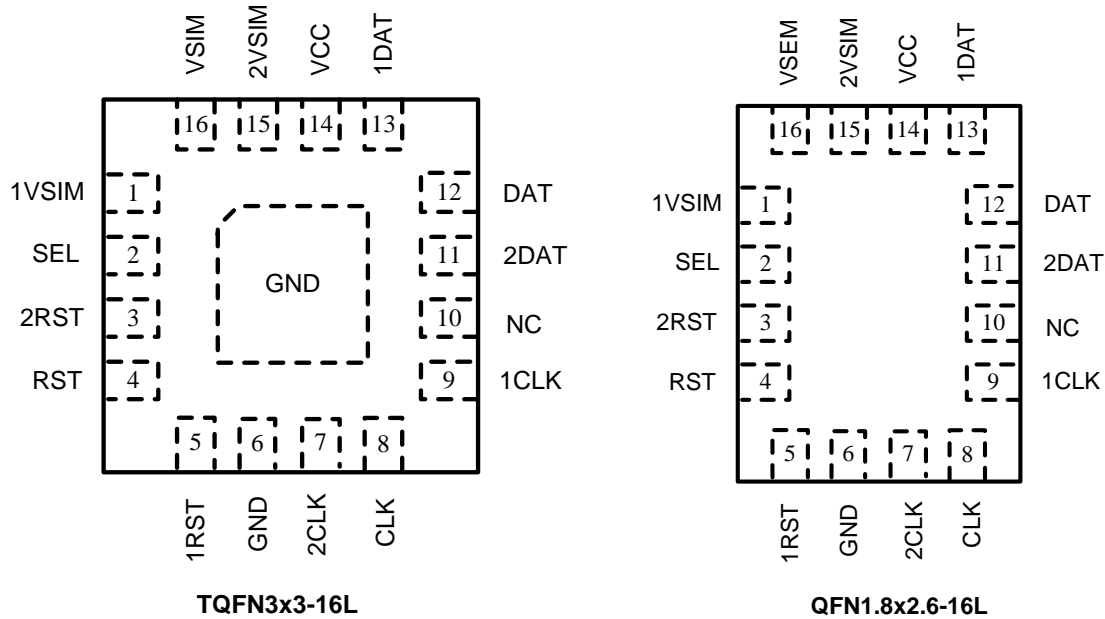 VSIM 2VSIM VCC 1DAT
16 15 14 13
1VSIM 1 12 DAT
SEL 2 11 2DAT
GND
2RST 3 10 NC
RST 4 9 1CLK
5 6 7 8
1RST GND 2CLK CLK
TQFN3x3-16L
VSEM 2VSIM VCC 1DAT
16 15 14 13
1VSIM 1 12 DAT
SEL 2 11 2DAT
2RST 3 10 NC
RST 4 9 1CLK
5 6 7 8
1RST GND 2CLK CLK
QFN1.8x2.6-16L